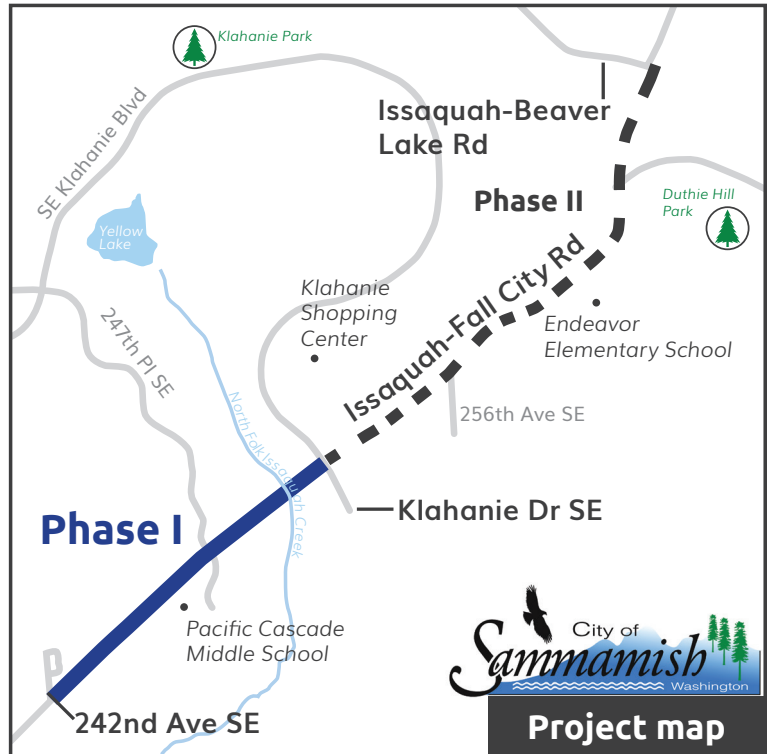 Klahanie Park
SE Klahanie Blvd
Issaquah-Beaver
Lake Rd
Phase II
Duthie Hill
Park
Yellow
Lake
Klahanie
Shopping
Center
247th Pl SE
Issaquah-Fall City Rd
Endeavor
Elementary School
North Folk Issaquah Creek
256th Ave SE
Klahanie Dr SE
Phase I
Pacific Cascade
Middle School
242nd Ave SE
City of
Sammamish
Washington
Project map